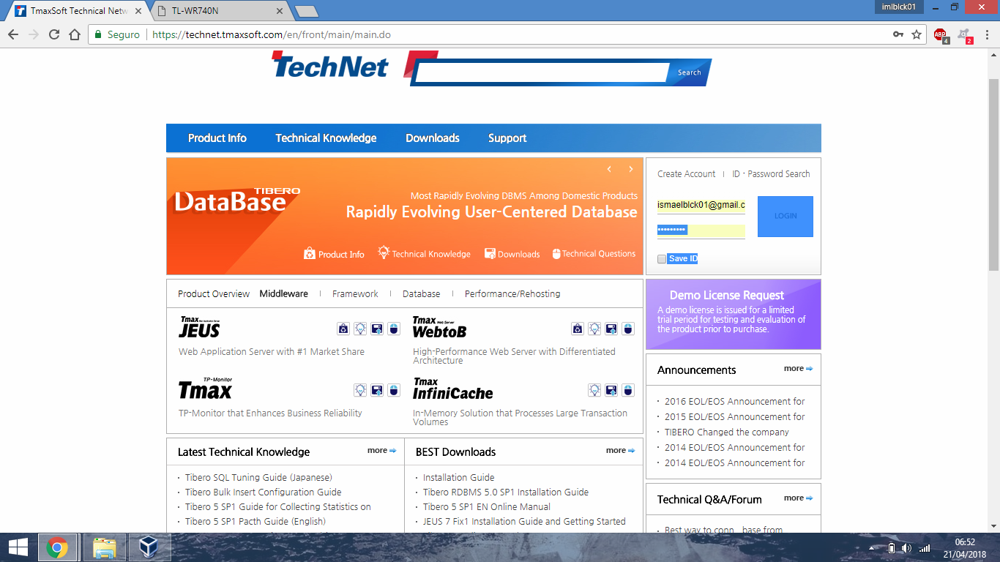 TmaxSoft Technical Netw
TL-WR740N
imlblck01
Seguro
https://technet.tmaxsoft.com/en/front/main/main.do
ABP
4
2
TechNet
Search
Product Info
Technical Knowledge
Downloads
Support
TIBERO
DataBase
Most Rapidly Evolving DBMS Among Domestic Products
Rapidly Evolving User-Centered Database
Product Info
Technical Knowledge
Downloads
Technical Questions
Create Account
ID · Password Search
ismaelblck01@gmail.c
•••••••••
LOGIN
Save ID
Product Overview
Middleware
Framework
Database
Performance/Rehosting
Tmax Web Application Server
JEUS
Web Application Server with #1 Market Share
Tmax Web Server
WebtoB
High-Performance Web Server with Differentiated
Architecture
TP-Monitor
Tmax
TP-Monitor that Enhances Business Reliability
Tmax
InfiniCache
In-Memory Solution that Processes Large Transaction
Volumes
Demo License Request
A demo license is issued for a limited
trial period for testing and evaluation of
the product prior to purchase.
Announcements
more
2016 EOL/EOS Announcement for
2015 EOL/EOS Announcement for
TIBERO Changed the company
2014 EOL/EOS Announcement for
2014 EOL/EOS Announcement for
Latest Technical Knowledge
more
Tibero SQL Tuning Guide (Japanese)
Tibero Bulk Insert Configuration Guide
Tibero 5 SP1 Guide for Collecting Statistics on
Tibero 5 SP1 Pacth Guide (English)
BEST Downloads
more
Installation Guide
Tibero RDBMS 5.0 SP1 Installation Guide
Tibero 5 SP1 EN Online Manual
JEUS 7 Fix1 Installation Guide and Getting Started
Technical Q&A/Forum
more
Best way to conn...base from
06:52
21/04/2018